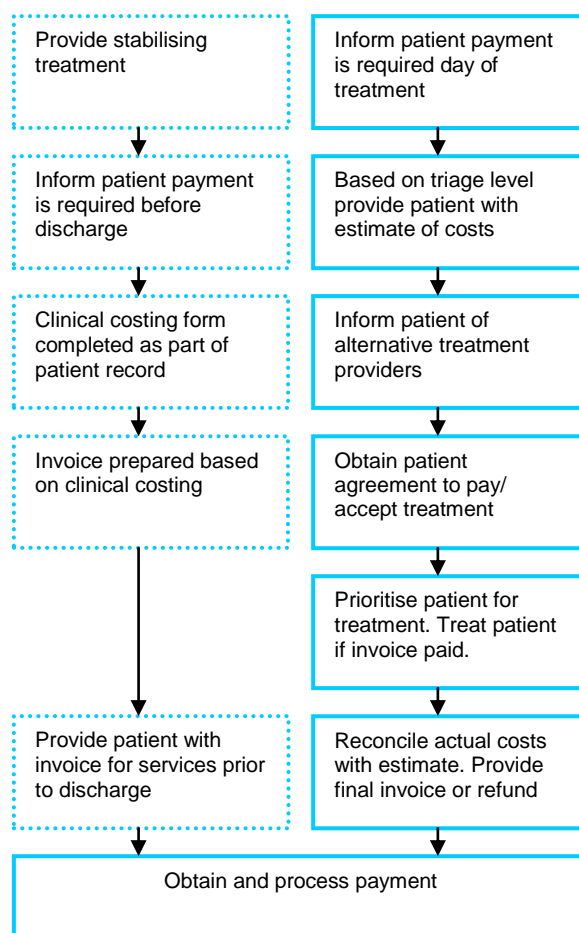 Provide stabilising
treatment
Inform patient payment
is required before
discharge
Clinical costing form
completed as part of
patient record
Invoice prepared based
on clinical costing
Provide patient with
invoice for services prior
to discharge
Inform patient payment
is required day of
treatment
Based on triage level
provide patient with
estimate of costs
Inform patient of
alternative treatment
providers
Obtain patient
agreement to pay/
accept treatment
Prioritise patient for
treatment. Treat patient
if invoice paid.
Reconcile actual costs
with estimate. Provide
final invoice or refund
Obtain and process payment